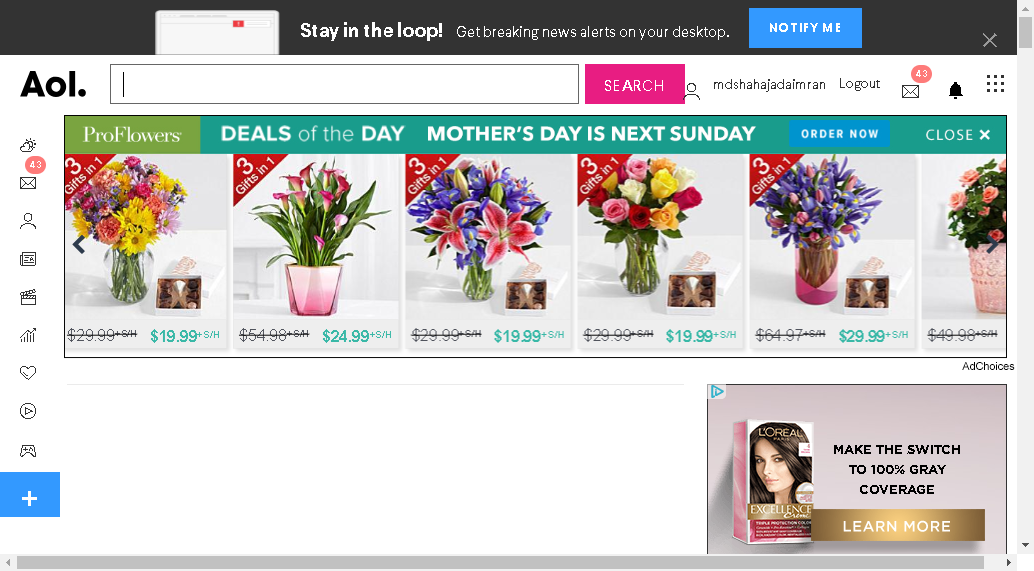 Stay in the loop! Get breaking news alerts on your desktop. NOTIFY ME
Aol. SEARCH mdshahajadaimran Logout 43
ProFlowers DEALS of the DAY MOTHER'S DAY IS NEXT SUNDAY ORDER NOW CLOSE ×
43
3 Gifts in 1
3 Gifts in 1
3 Gifts in 1
3 Gifts in 1
3 Gifts in 1
$29.99+S/H $19.99+S/H
$54.98+S/H $24.99+S/H
$29.99+S/H $19.99+S/H
$29.99+S/H $19.99+S/H
$64.97+S/H $29.99+S/H
$49.98+S/H
AdChoices
L'ORÉAL
PARIS
EXCELLENCE
Creme
TRIPLE PROTECTION COLOR
MAKE THE SWITCH
TO 100% GRAY
COVERAGE
LEARN MORE